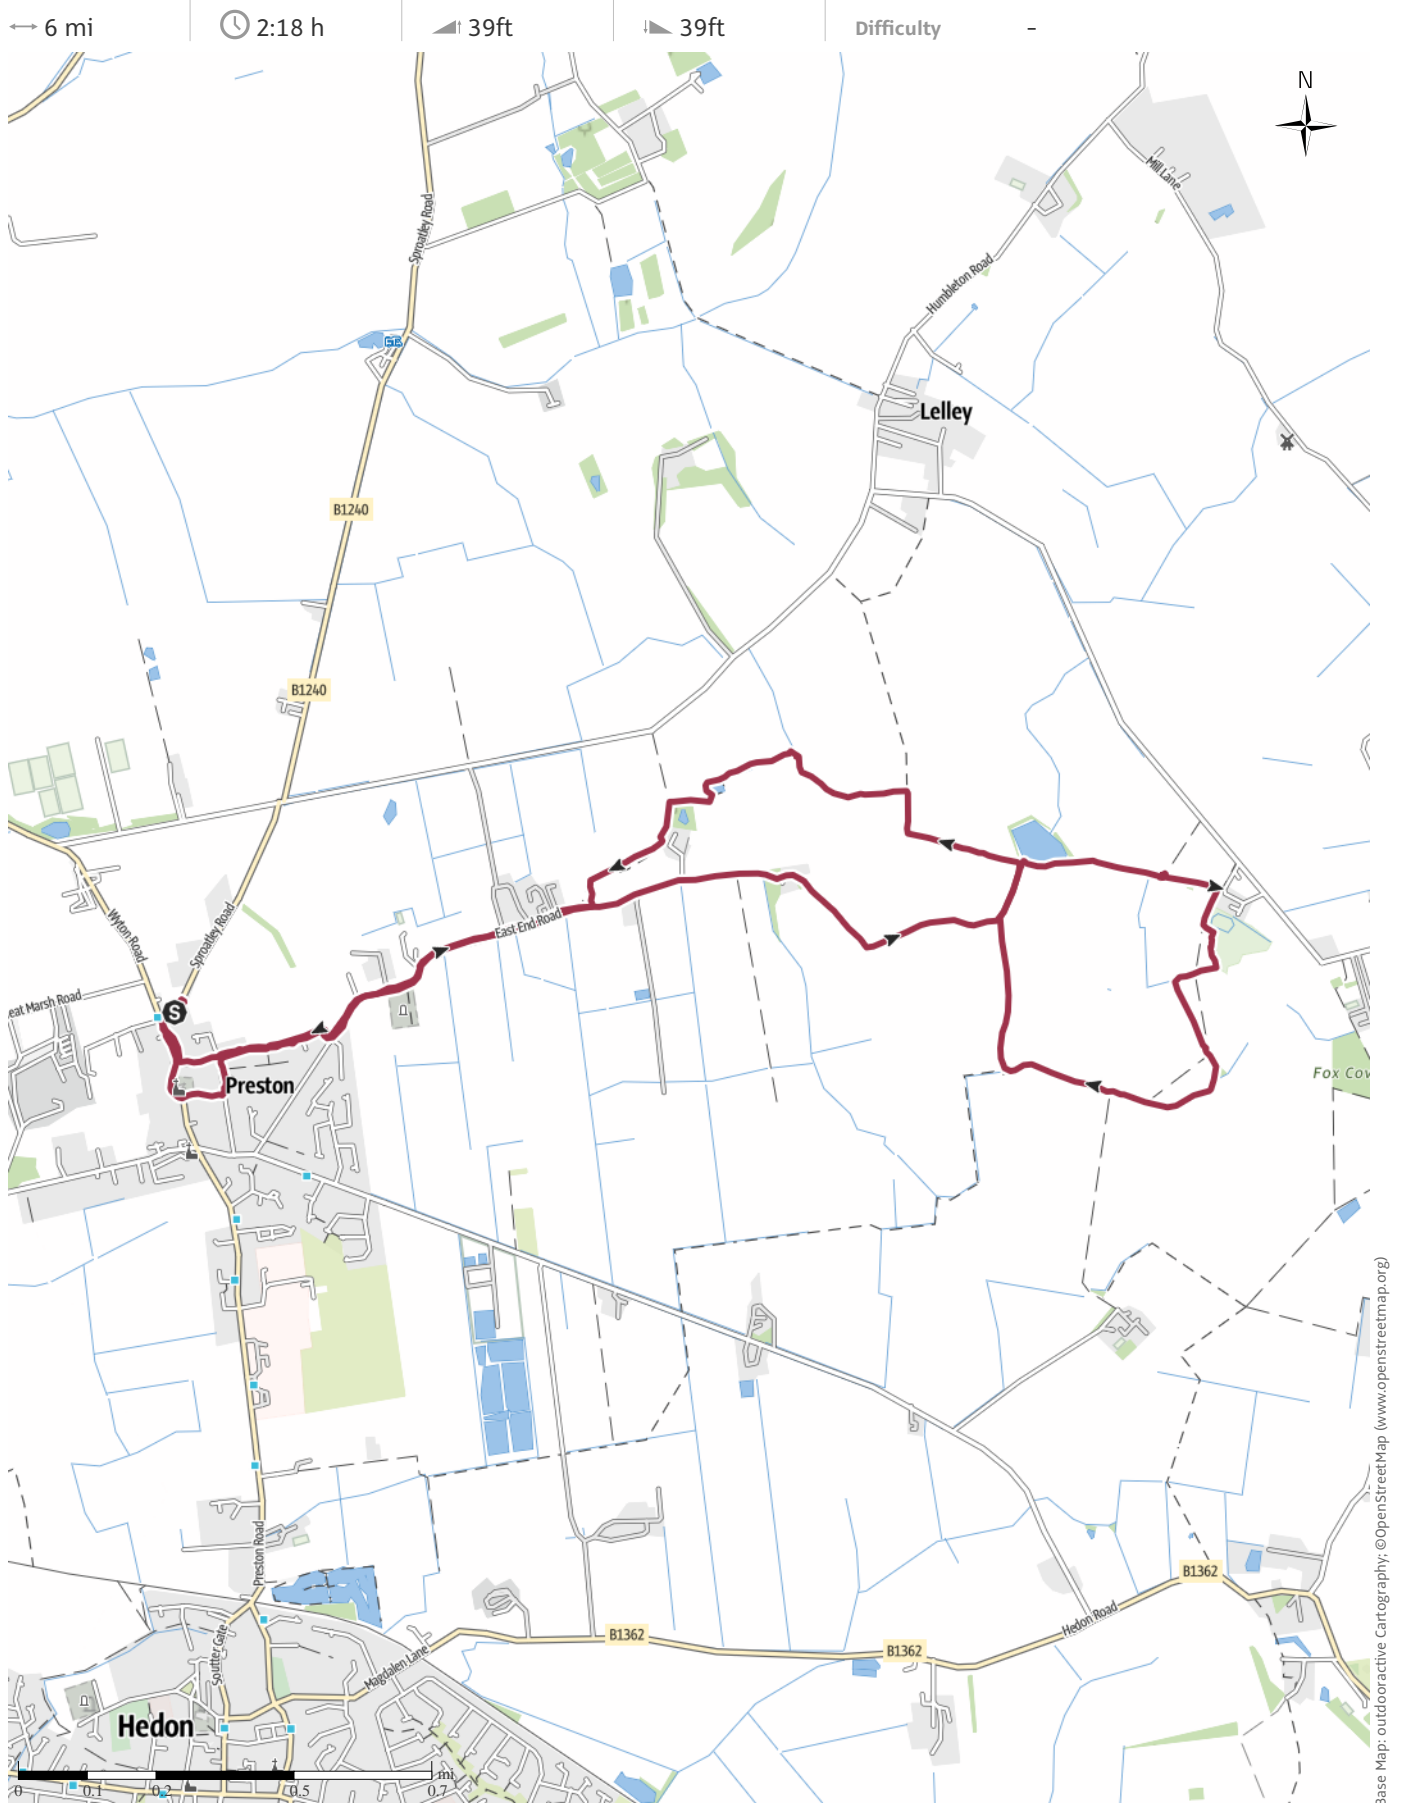 6 mi
2:18 h
39ft
39ft
Difficulty
-
N
Mill Lane
Sproatley Road
Humbleton Road
Lelley
B1240
B1240
Wyton Road
Sproatley Road
East End Road
eat Marsh Road
S
Preston
Fox Cov
Preston Road
B1362
Hedon Road
B1362
B1362
Souttergate
Magdalen Lane
Hedon
mi
0
0.1
0.2
0.5
0.7
Base Map: outdooractive Cartography; ©OpenStreetMap (www.openstreetmap.org)